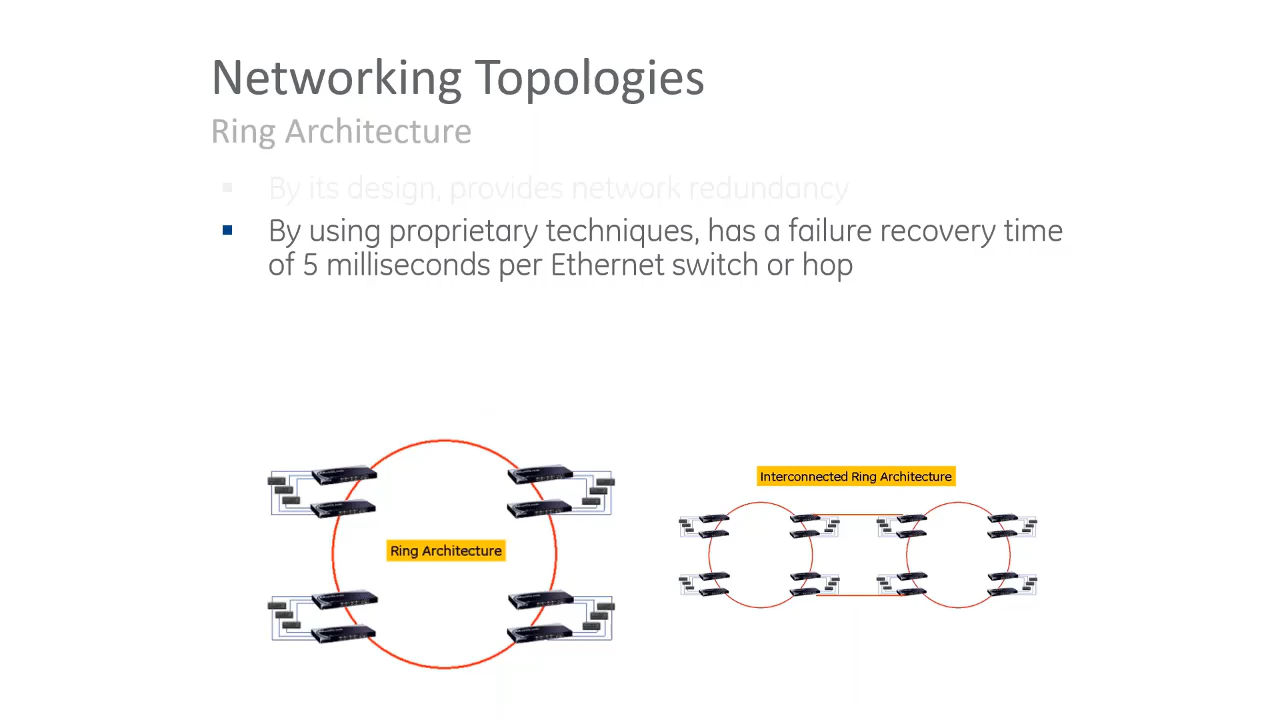 Networking Topologies
Ring Architecture
By its design, provides network redundancy
By using proprietary techniques, has a failure recovery time
of 5 milliseconds per Ethernet switch or hop
Interconnected Ring Architecture
Ring Architecture